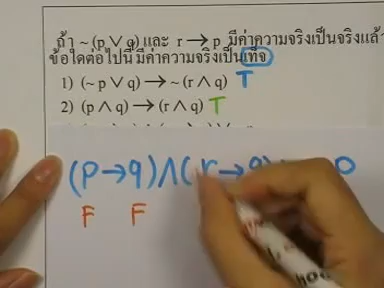 ถ้า ~ (p ∨ q) และ r → p มีค่าความจริงเป็นจริงแล้ว
ข้อใดต่อไปนี้ มีค่าความจริงเป็นเท็จ
1) (~ p ∨ q) → ~ (r ∧ q) T
2) (p ∧ q) → (r ∧ q) T
(p→q)∧(r→q)
F F